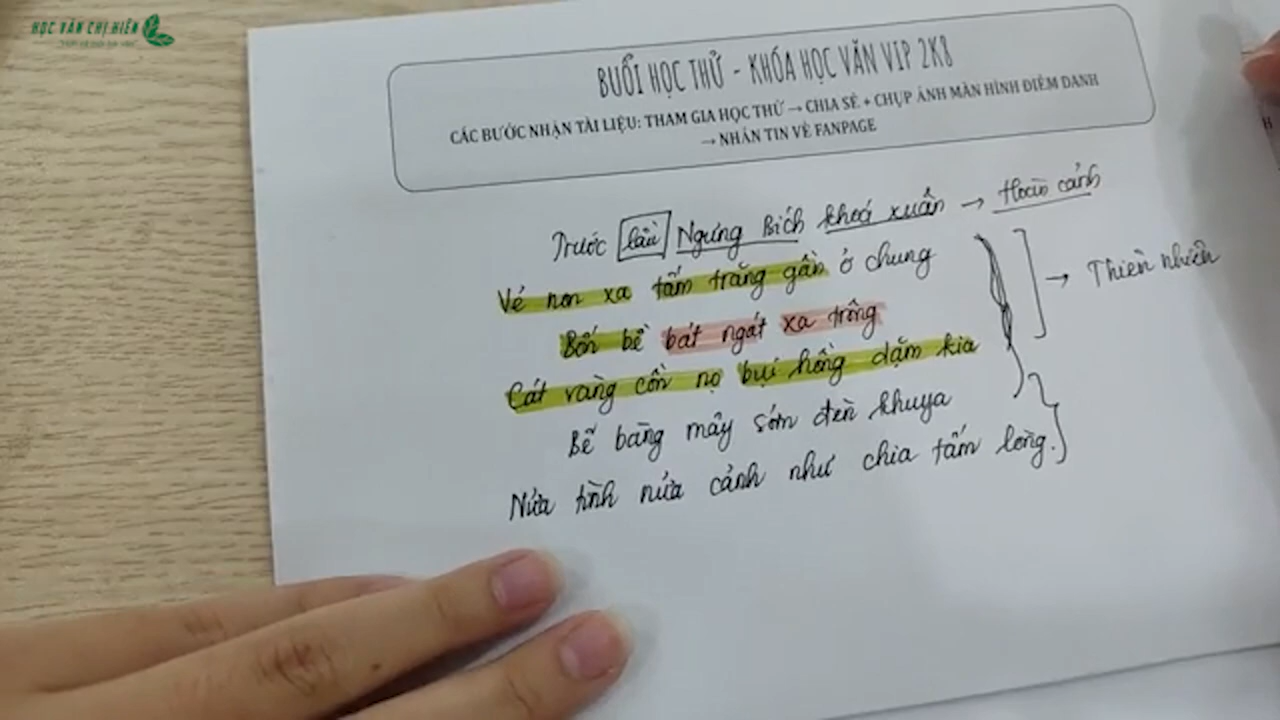 HỌC VĂN CHỊ HIÊN
BUỔI HỌC THỬ - KHÓA HỌC VĂN VIP 2K8
CÁC BƯỚC NHẬN TÀI LIỆU: THAM GIA HỌC THỬ → CHIA SẺ + CHỤP ẢNH MÀN HÌNH ĐIỂM DANH
→ NHẮN TIN VỀ FANPAGE
Trước lầu Ngưng Bích khoá xuân → Hoàn cảnh
Vẻ non xa tấm trăng gần ở chung
Bốn bề bát ngát xa trông → Thiên nhiên
Cát vàng cồn nọ bụi hồng dặm kia
Bẽ bàng mây sớm đèn khuya
Nửa tình nửa cảnh như chia tấm lòng.